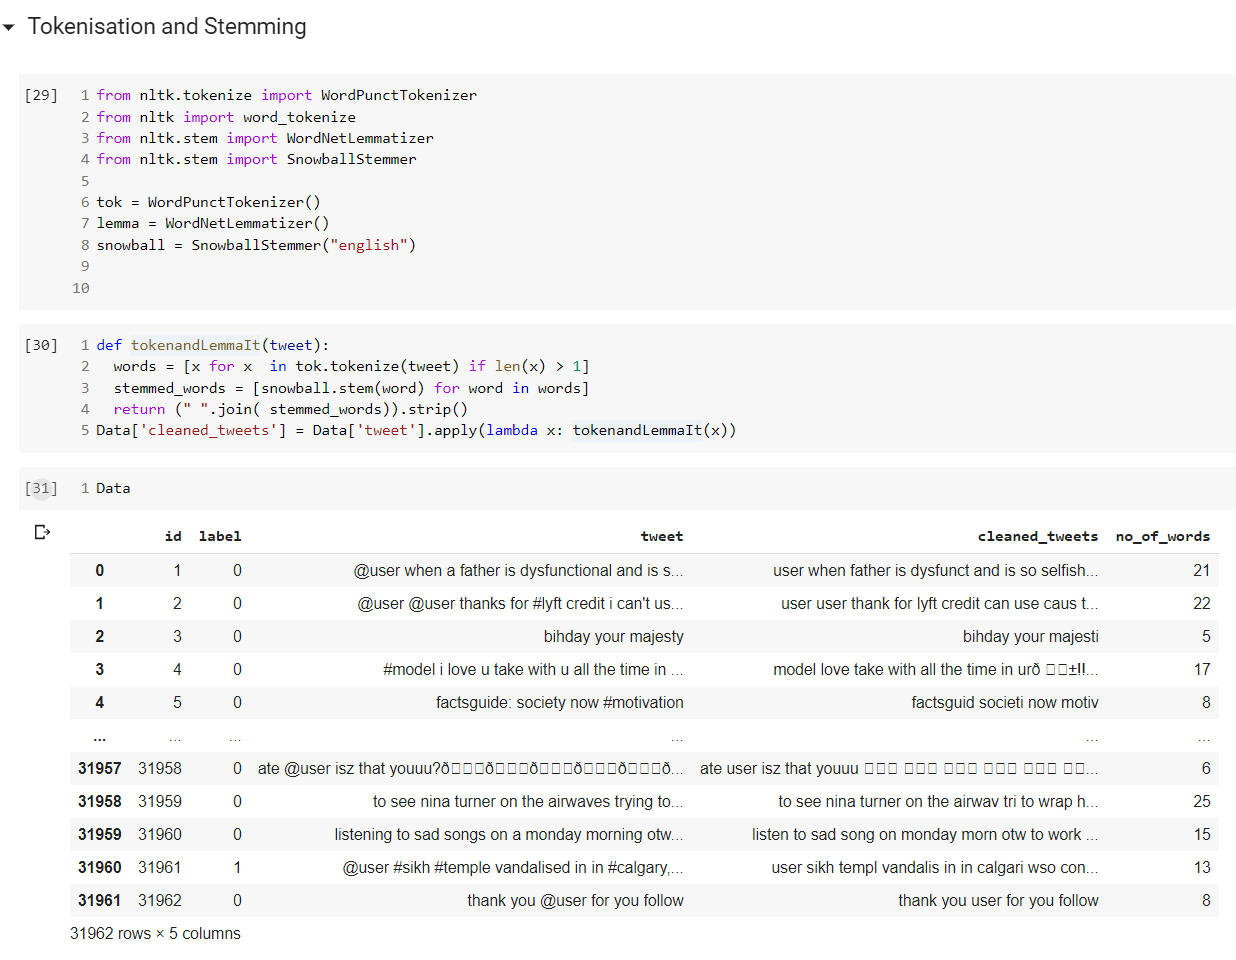 Tokenisation and Stemming
[29] 1 from nltk.tokenize import WordPunctTokenizer
2 from nltk import word_tokenize
3 from nltk.stem import WordNetLemmatizer
4 from nltk.stem import SnowballStemmer
5
6 tok = WordPunctTokenizer()
7 lemma = WordNetLemmatizer()
8 snowball = SnowballStemmer("english")
9
10
[30] 1 def tokenandLemmaIt(tweet):
2   words = [x for x  in tok.tokenize(tweet) if len(x) > 1]
3   stemmed_words = [snowball.stem(word) for word in words]
4   return (" ".join( stemmed_words)).strip()
5 Data['cleaned_tweets'] = Data['tweet'].apply(lambda x: tokenandLemmaIt(x))
[31] 1 Data
id label tweet cleaned_tweets no_of_words
0 1 0 @user when a father is dysfunctional and is s... user when father is dysfunct and is so selfish... 21
1 2 0 @user @user thanks for #lyft credit i can't us... user user thank for lyft credit can use caus t... 22
2 3 0 bihday your majesty bihday your majesti 5
3 4 0 #model i love u take with u all the time in ... model love take with all the time in urð □□±!!... 17
4 5 0 factsguide: society now #motivation factsguid societi now motiv 8
... ... ... ... ... ...
31957 31958 0 ate @user isz that youuu?ð□□□ð□□□ð□□□ð□□□ð□□□ð... ate user isz that youuu □□□ □□□ □□□ □□□ □□□ □□... 6
31958 31959 0 to see nina turner on the airwaves trying to... to see nina turner on the airwav tri to wrap h... 25
31959 31960 0 listening to sad songs on a monday morning otw... listen to sad song on monday morn otw to work ... 15
31960 31961 1 @user #sikh #temple vandalised in in #calgary,... user sikh templ vandalis in in calgari wso con... 13
31961 31962 0 thank you @user for you follow thank you user for you follow 8
31962 rows × 5 columns